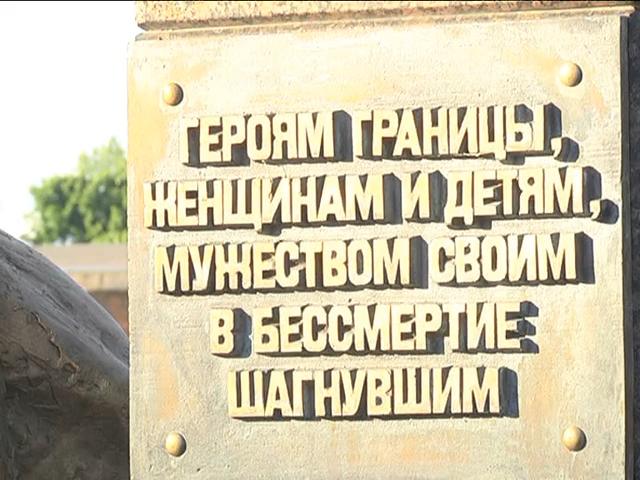 ГЕРОЯМ ГРАНИЦЫ,
ЖЕНЩИНАМ И ДЕТЯМ,
МУЖЕСТВОМ СВОИМ
В БЕССМЕРТИЕ
ШАГНУВШИМ